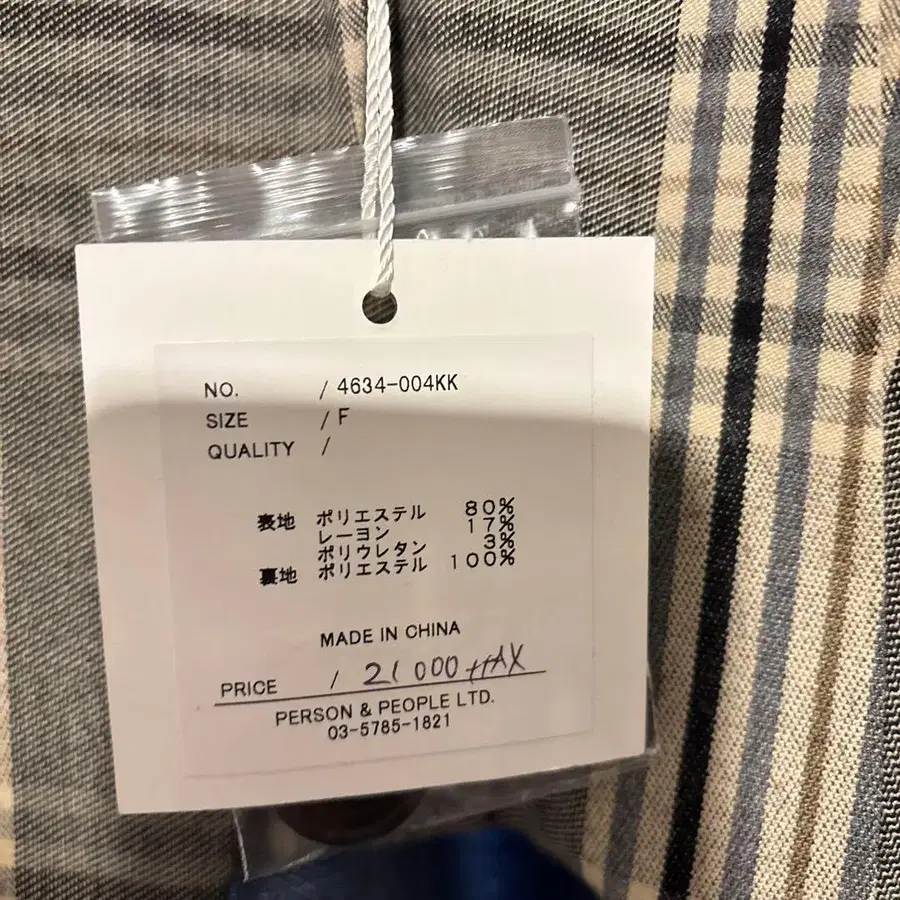 NO. / 4634-004KK
SIZE / F
QUALITY /
表地 ポリエステル 80%
レーヨン 17%
ポリウレタン 3%
裏地 ポリエステル 100%
MADE IN CHINA
PRICE / 21000+TAX
PERSON & PEOPLE LTD.
03-5785-1821